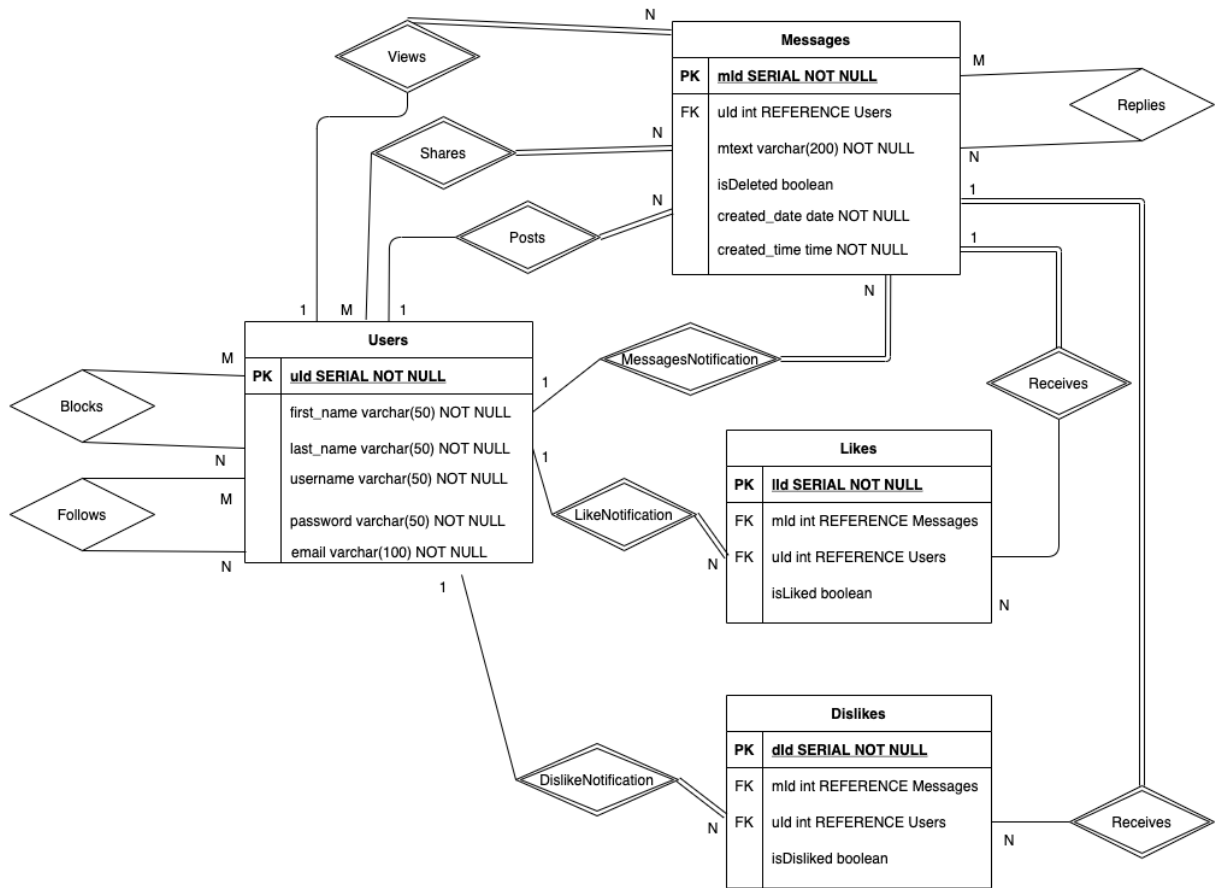 N
Messages
Views
PK mId SERIAL NOT NULL
M
FK uId int REFERENCE Users
Replies
N
Shares
mtext varchar(200) NOT NULL
N
isDeleted boolean
1
N
created_date date NOT NULL
Posts
created_time time NOT NULL
1
N
1
M
1
Users
M
MessagesNotification
PK uId SERIAL NOT NULL
1
Receives
Blocks
first_name varchar(50) NOT NULL
last_name varchar(50) NOT NULL
1
Likes
N
username varchar(50) NOT NULL
PK lId SERIAL NOT NULL
M
Follows
password varchar(50) NOT NULL
LikeNotification
FK mId int REFERENCE Messages
email varchar(100) NOT NULL
N
FK uId int REFERENCE Users
N
1
isLiked boolean
N
Dislikes
PK dId SERIAL NOT NULL
DislikeNotification
FK mId int REFERENCE Messages
N
FK uId int REFERENCE Users
N
Receives
isDisliked boolean